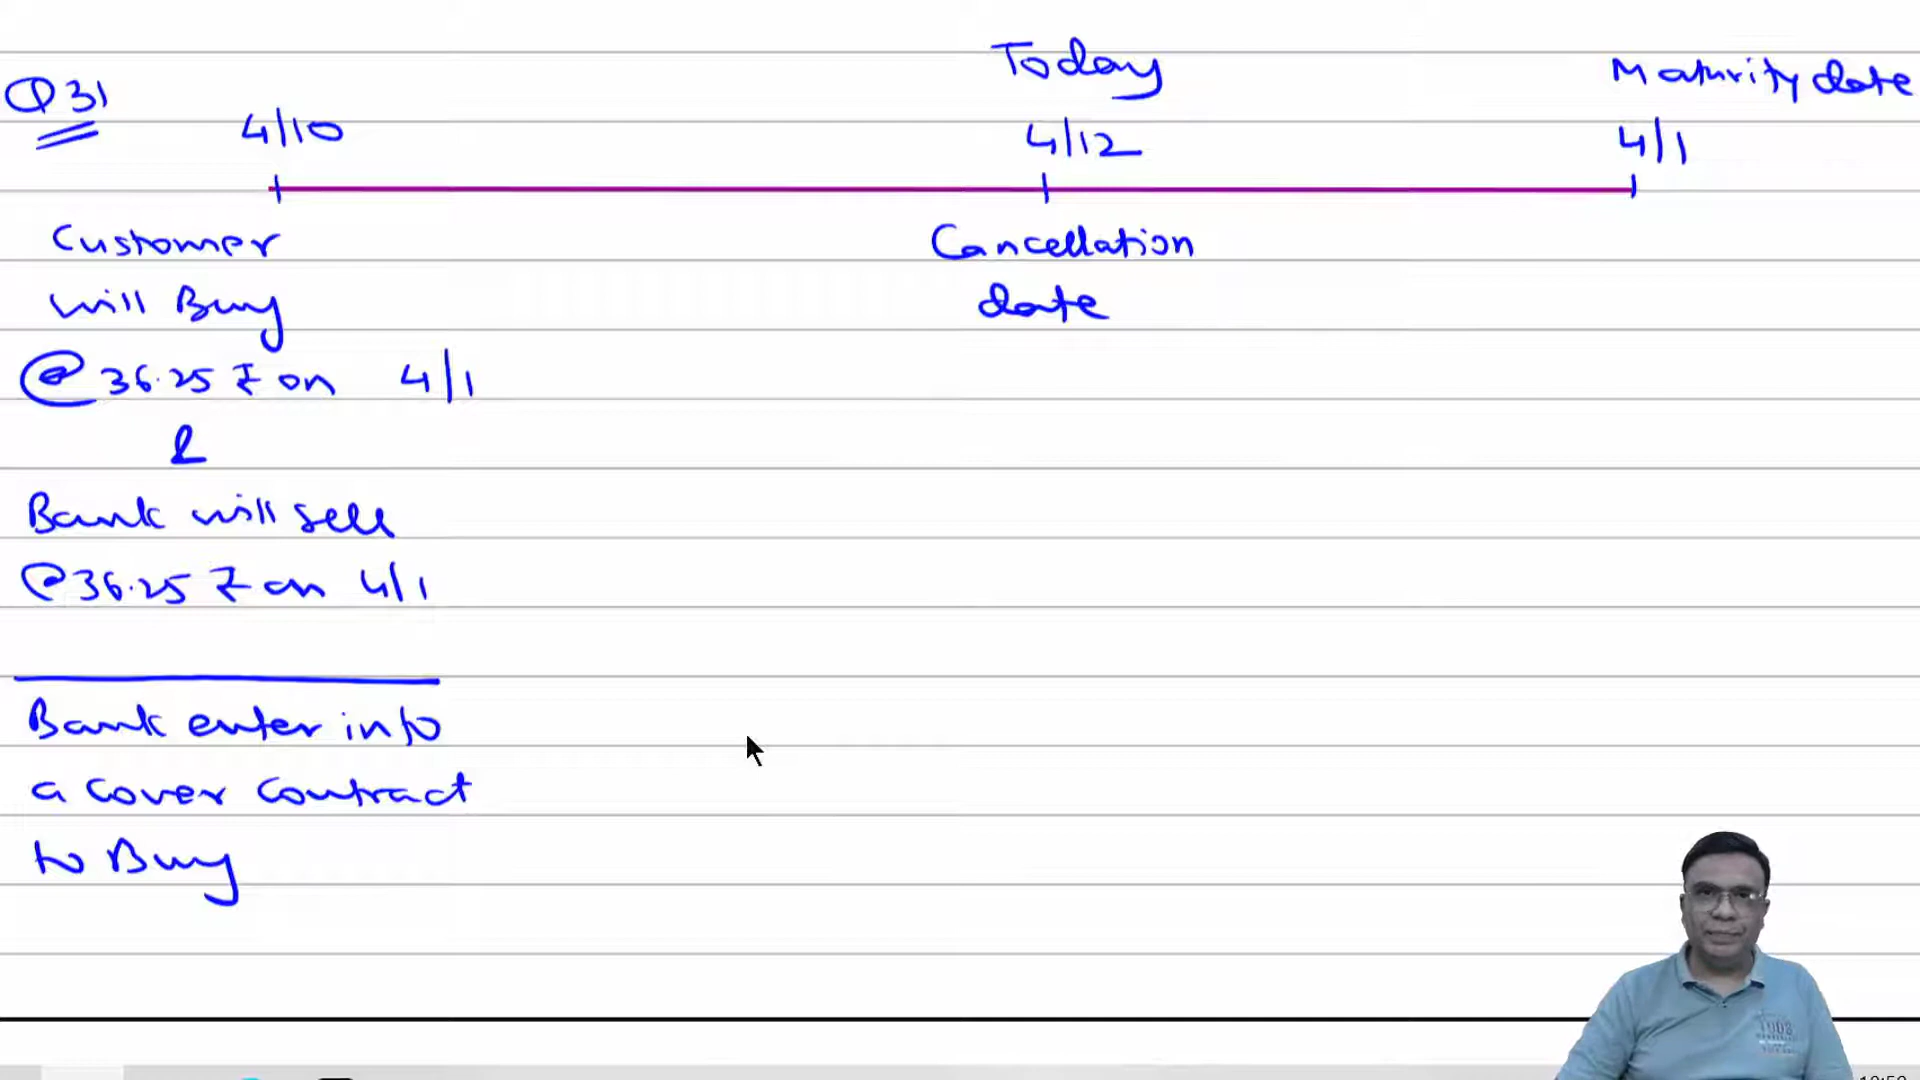 Q 31
Today
Maturity date
4/10
4/12
4/1
Customer
will Buy
@ 36.25 ₹ on 4/1
&
Bank will sell
@ 36.25 ₹ on 4/1
Cancellation
date
Bank enter into
a cover contract
to Buy